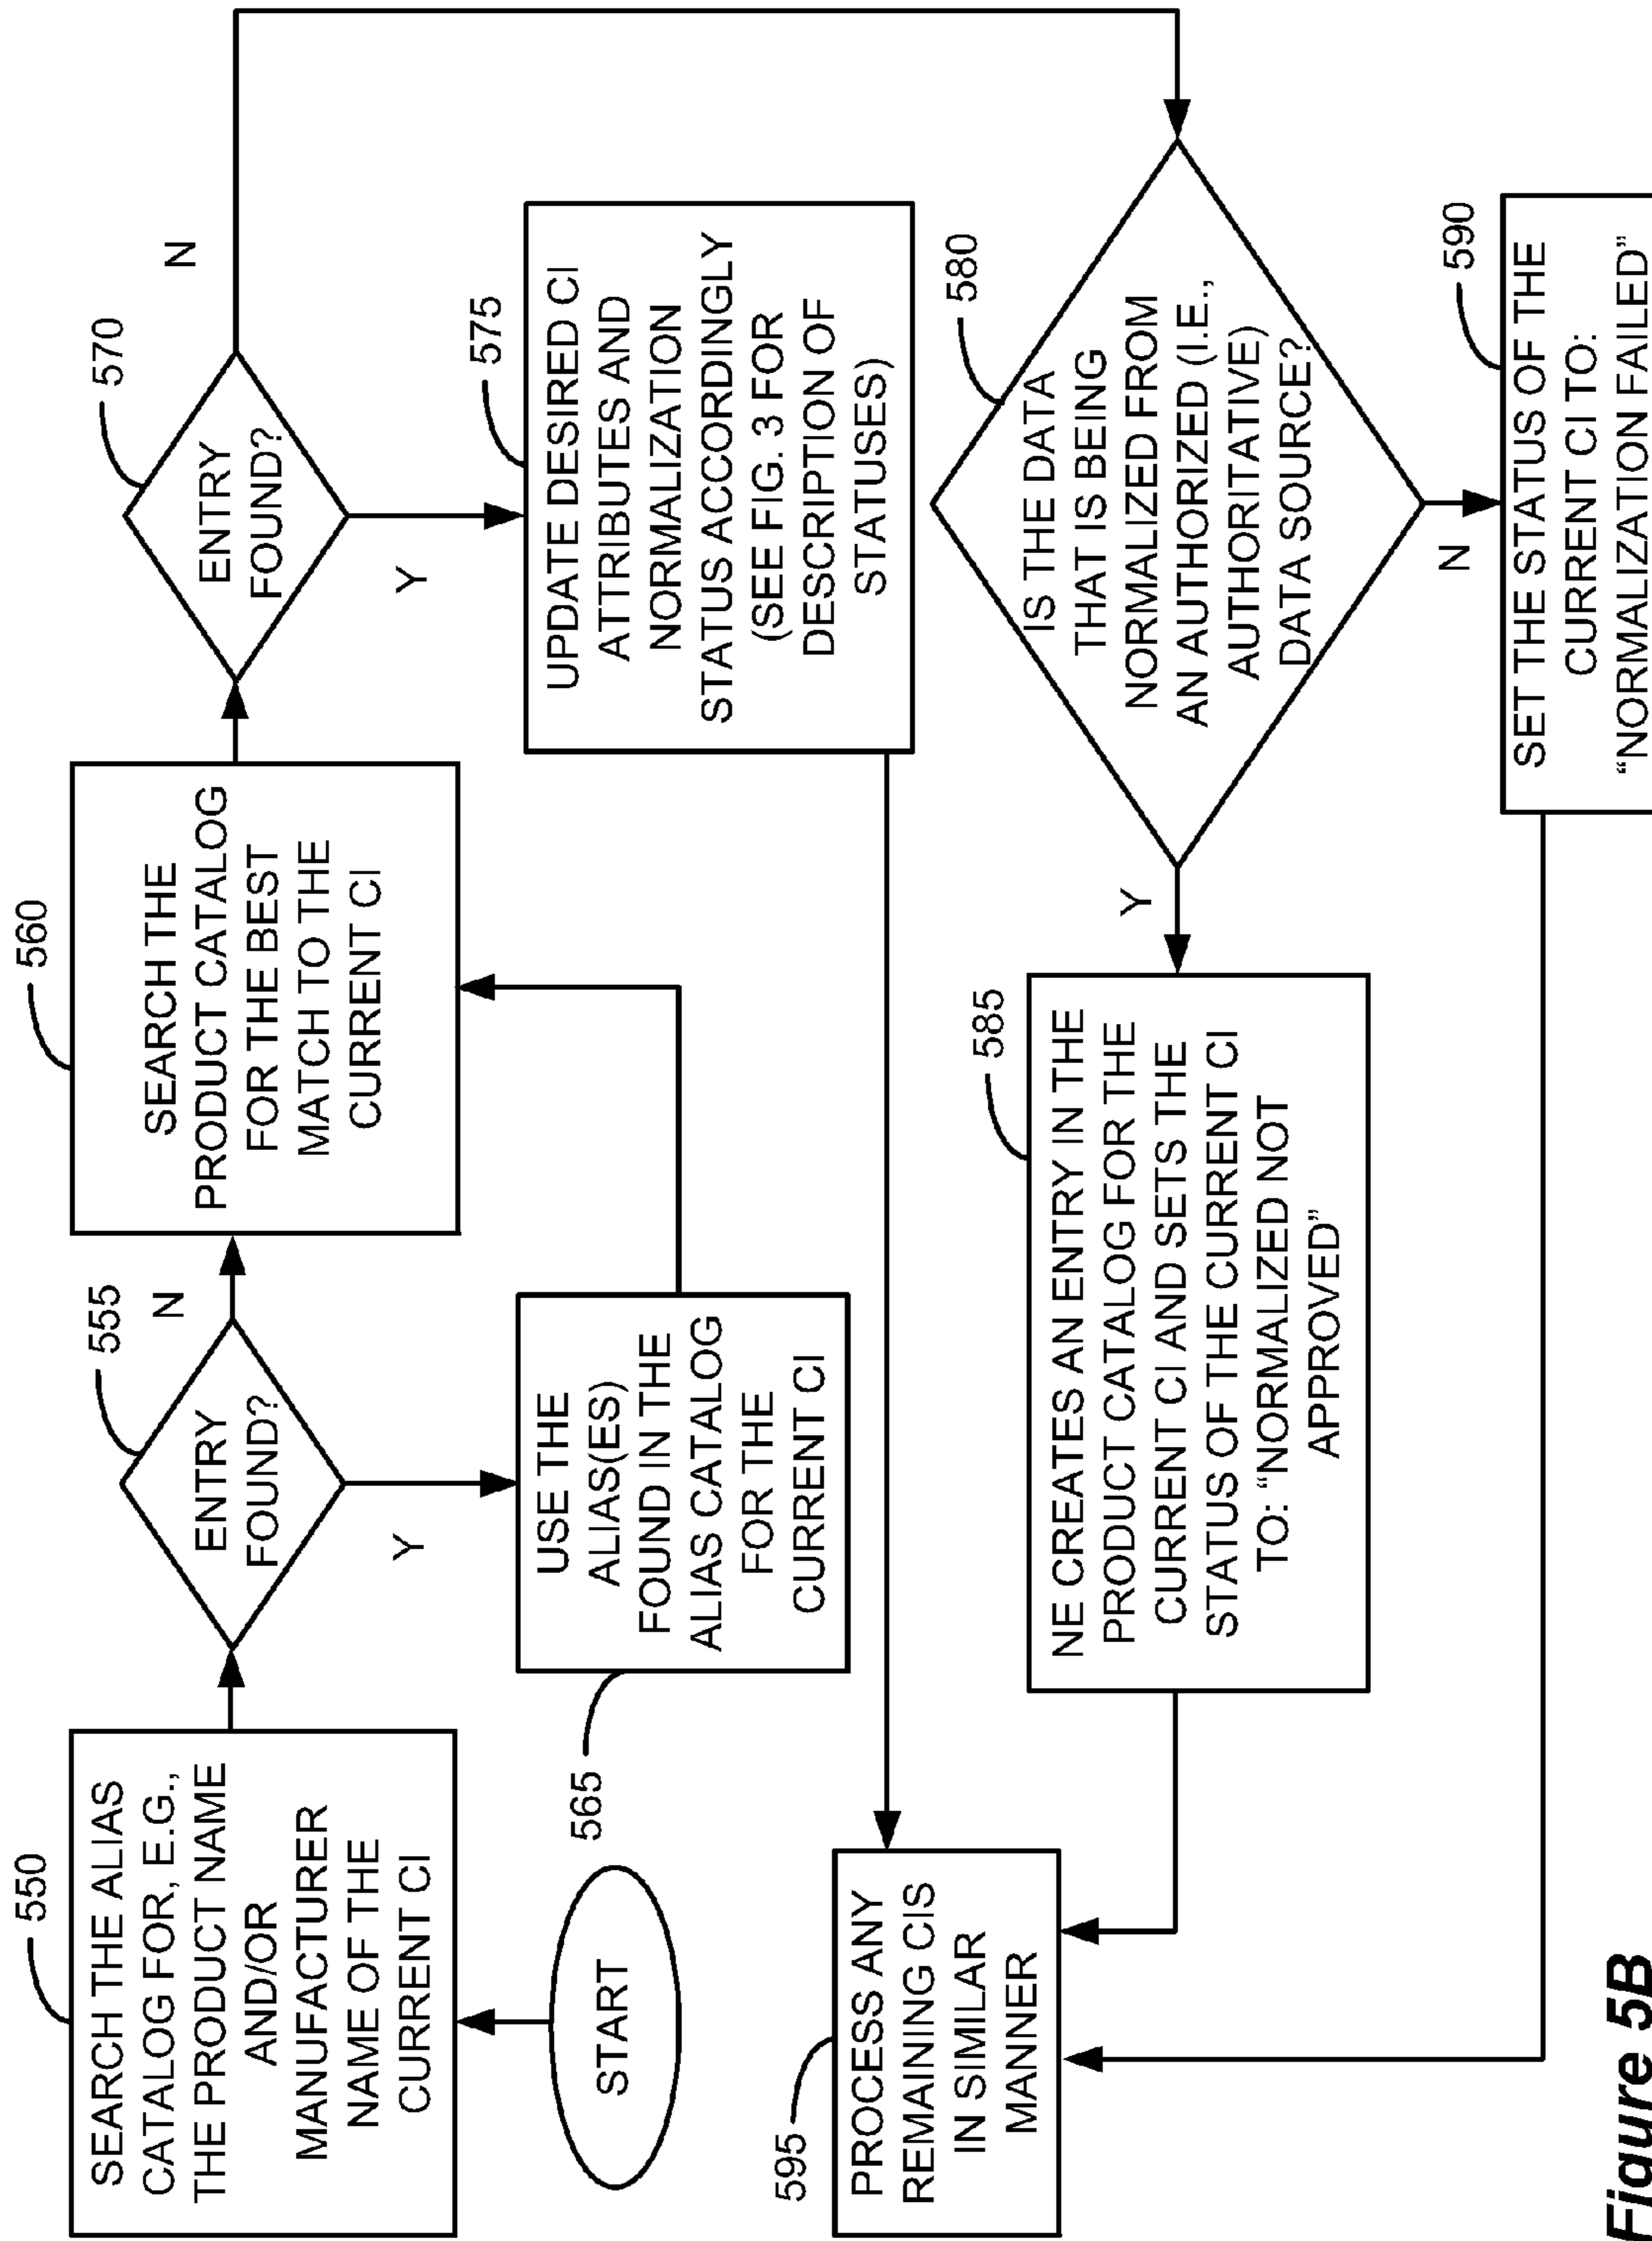 550
SEARCH THE ALIAS
CATALOG FOR, E.G.,
THE PRODUCT NAME
AND/OR
MANUFACTURER
NAME OF THE
CURRENT CI
START
555
ENTRY
FOUND?
N
Y
560
SEARCH THE
PRODUCT CATALOG
FOR THE BEST
MATCH TO THE
CURRENT CI
565
USE THE
ALIAS(ES)
FOUND IN THE
ALIAS CATALOG
FOR THE
CURRENT CI
570
ENTRY
FOUND?
N
Y
575
UPDATE DESIRED CI
ATTRIBUTES AND
NORMALIZATION
STATUS ACCORDINGLY
(SEE FIG. 3 FOR
DESCRIPTION OF
STATUSES)
580
IS THE DATA
THAT IS BEING
NORMALIZED FROM
AN AUTHORIZED (I.E.,
AUTHORITATIVE)
DATA SOURCE?
Y
N
585
NE CREATES AN ENTRY IN THE
PRODUCT CATALOG FOR THE
CURRENT CI AND SETS THE
STATUS OF THE CURRENT CI
TO: “NORMALIZED NOT
APPROVED”
590
SET THE STATUS OF THE
CURRENT CI TO:
“NORMALIZATION FAILED”
595
PROCESS ANY
REMAINING CIS
IN SIMILAR
MANNER
Figure 5B